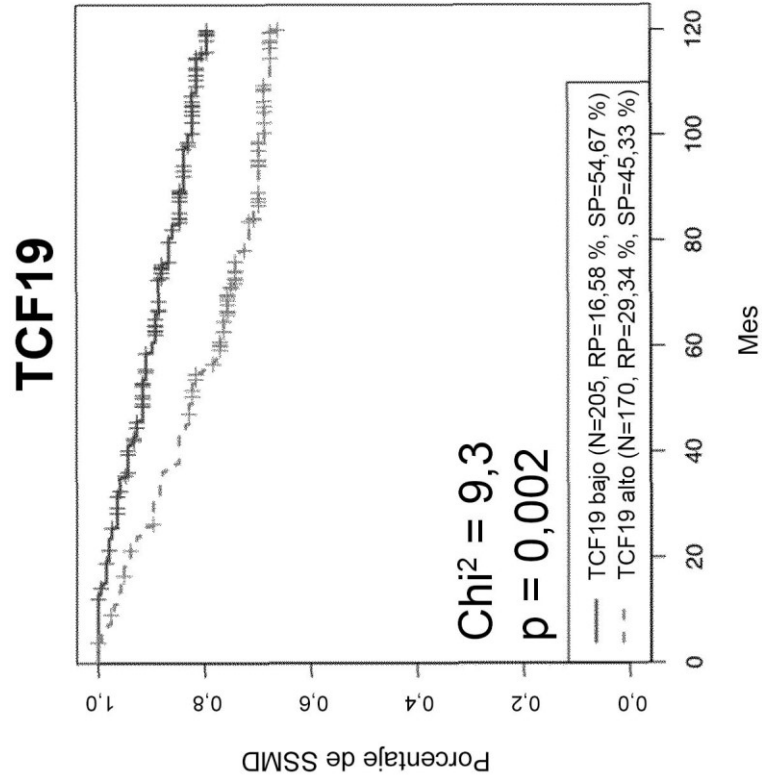 TCF19
Porcentaje de SSMD
1,0
0,8
0,6
0,4
0,2
0,0
Chi² = 9,3
p = 0,002
TCF19 bajo (N=205, RP=16,58 %, SP=54,67 %)
TCF19 alto (N=170, RP=29,34 %, SP=45,33 %)
0 20 40 60 80 100 120
Mes